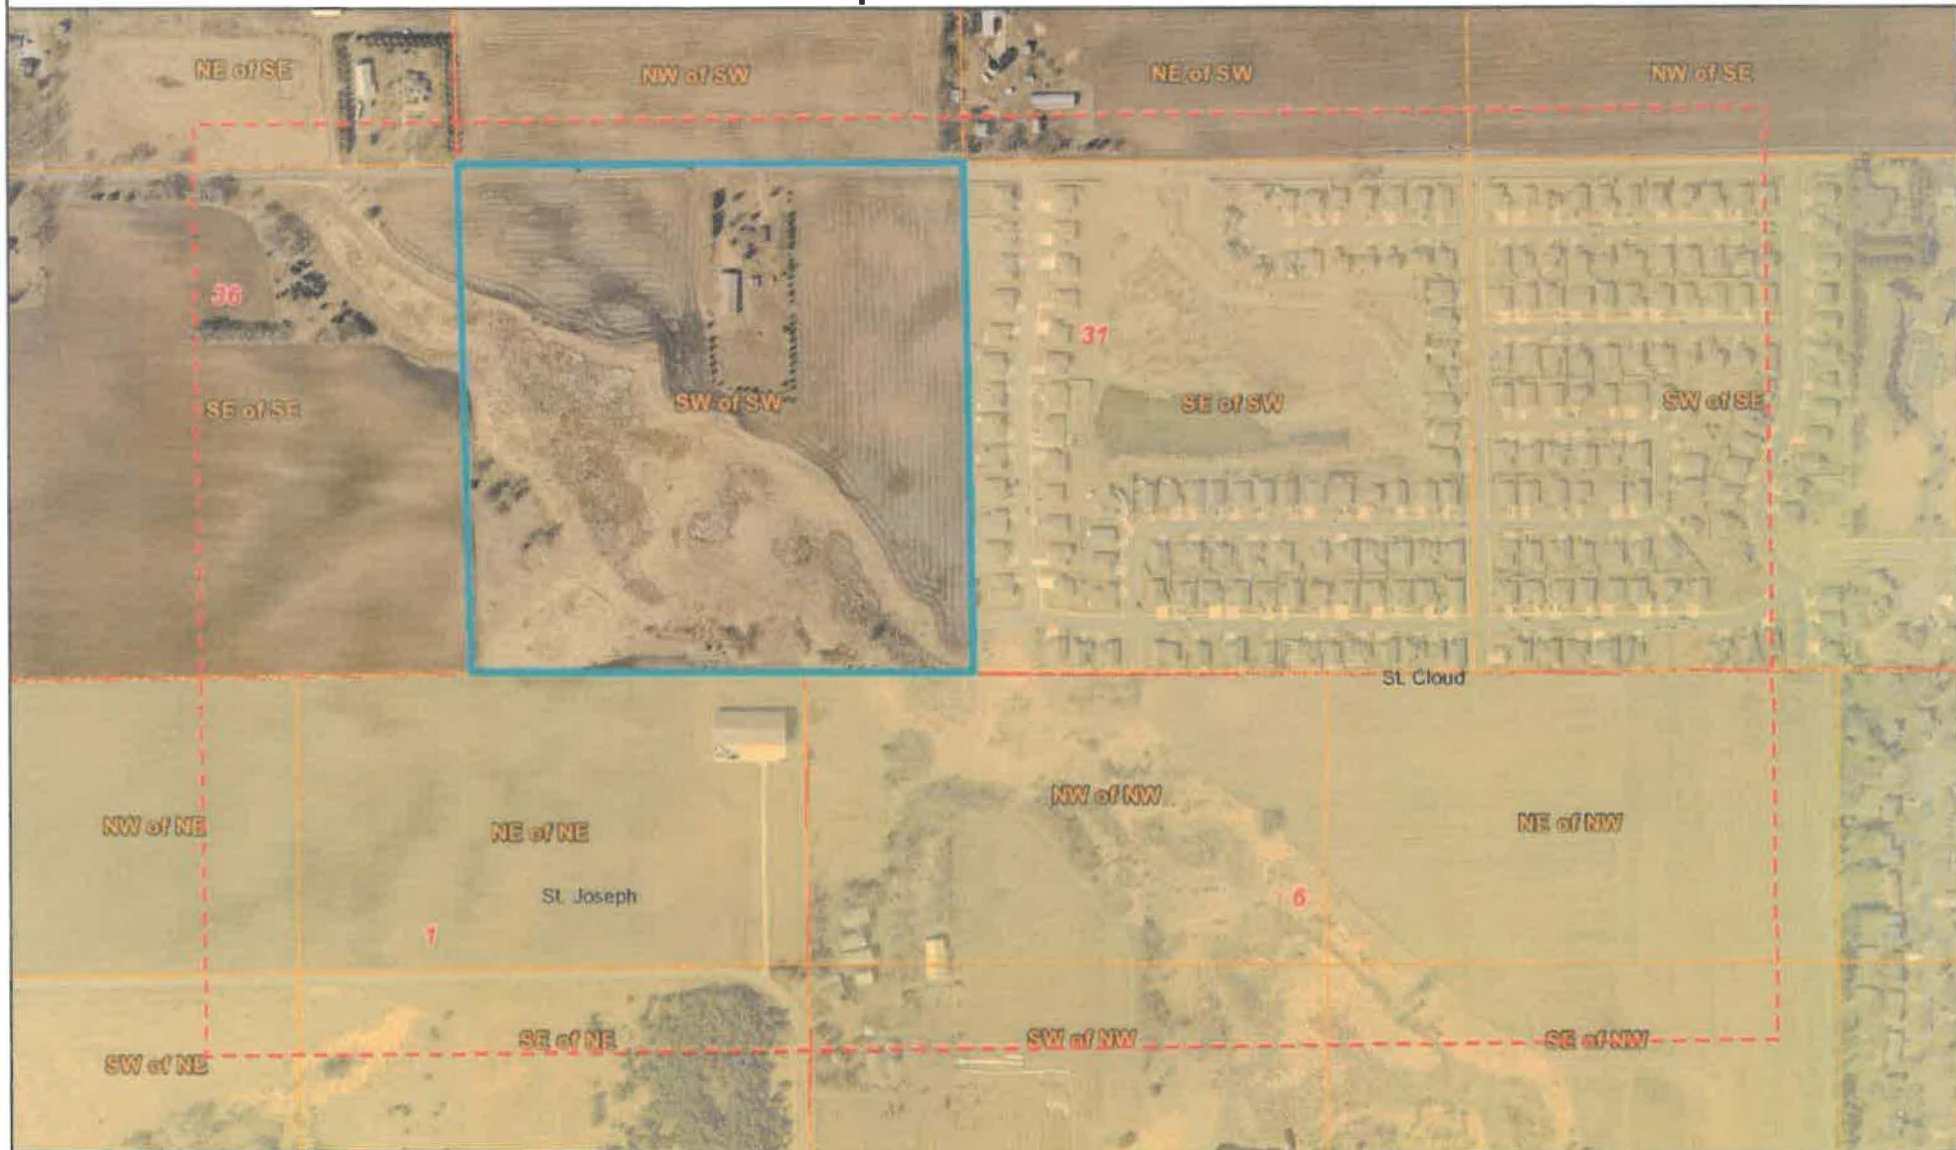 NE of SE
NW of SW
NE of SW
NW of SE
36
31
SE of SE
SW of SW
SE of SW
SW of SE
St. Cloud
NW of NE
NE of NE
NW of NW
NE of NW
St. Joseph
1
6
SW of NE
SE of NE
SW of NW
SE of NW